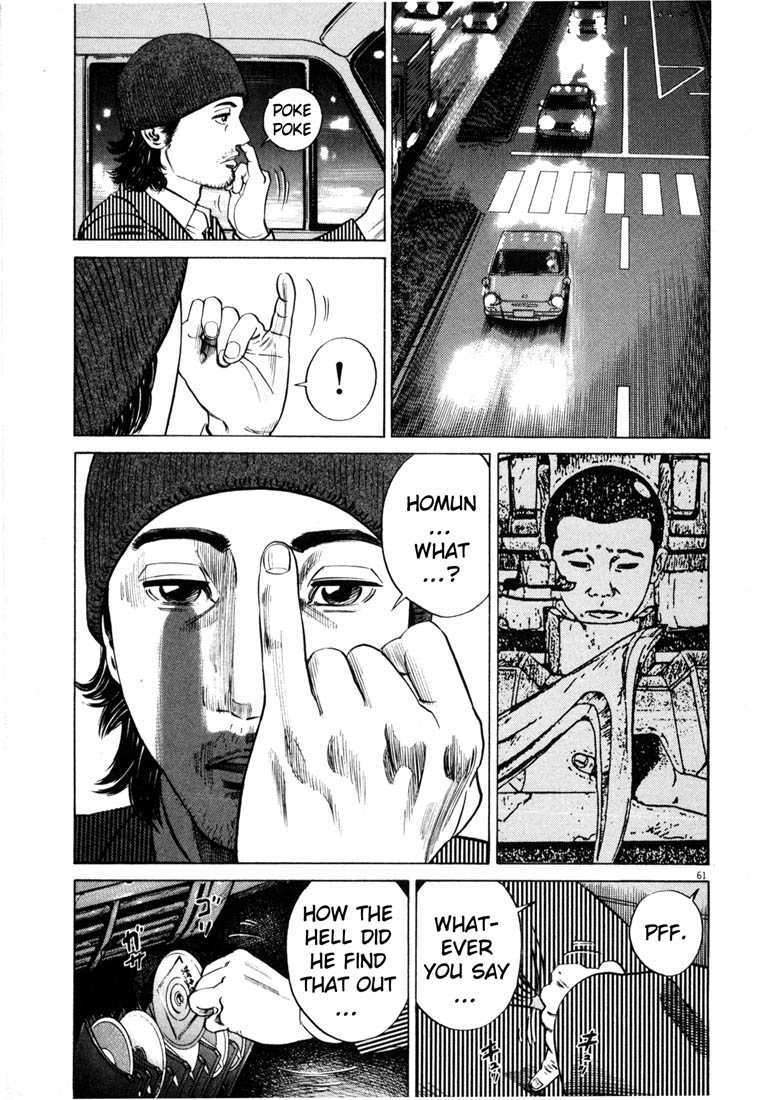 POKE
POKE
!
HOMUN
...
WHAT
...?
61
PFF.
WHAT-
EVER
YOU SAY
...
HOW THE
HELL DID
HE FIND
THAT OUT
...